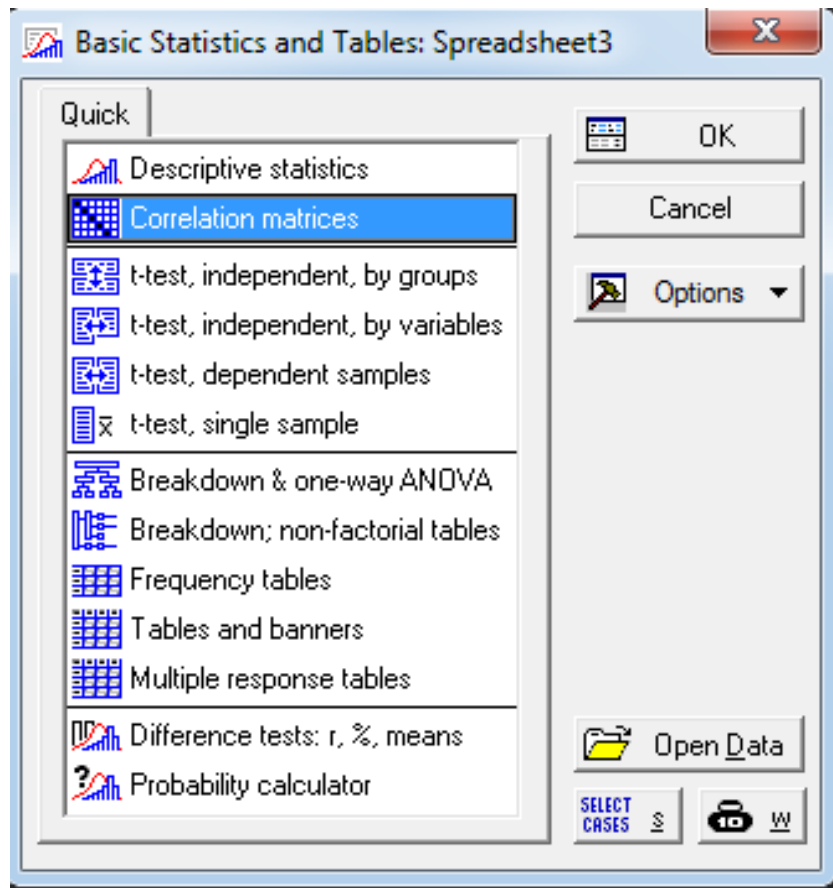 Basic Statistics and Tables: Spreadsheet3
Quick
Descriptive statistics
Correlation matrices
t-test, independent, by groups
t-test, independent, by variables
t-test, dependent samples
x̄ t-test, single sample
Breakdown & one-way ANOVA
Breakdown; non-factorial tables
Frequency tables
Tables and banners
Multiple response tables
Difference tests: r, %, means
? Probability calculator
OK
Cancel
Options
Open Data
SELECT
CASES S
10 W